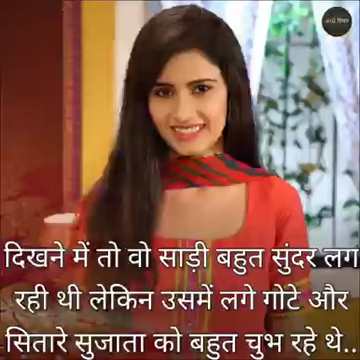 दिखने में तो वो साड़ी बहुत सुंदर लग
रही थी लेकिन उसमें लगे गोटे और
सितारे सुजाता को बहुत चुभ रहे थे..